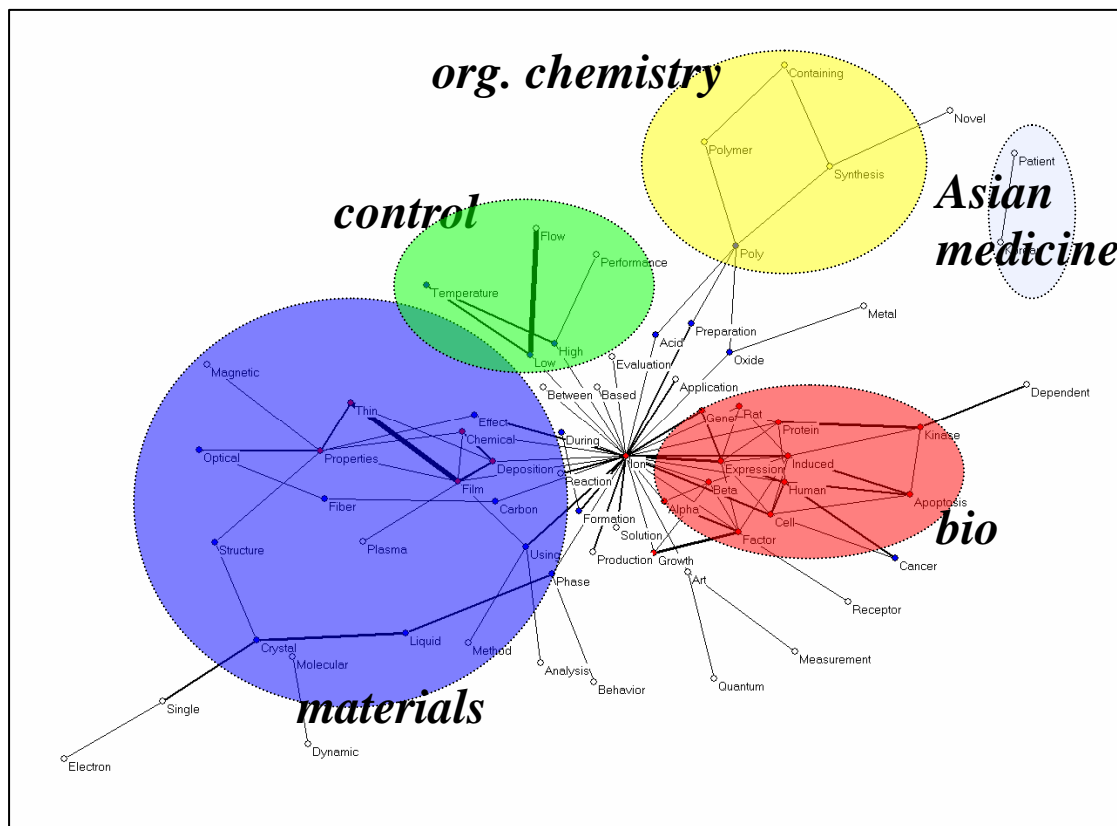 org. chemistry
Containing
Novel
Polymer
Patient
Synthesis
Asian
medicine
control
Flow
Korean
Poly
Performance
Temperature
Metal
Preparation
Acid
High
Oxide
Low
Evaluation
Magnetic
Application
Between
Based
Dependent
Thin
Gene
Rat
Effect
Protein
Kinase
Chemical
During
Optical
Properties
Ion
Induced
Deposition
Expression
Reaction
Film
Beta
Human
Fiber
Carbon
Alpha
Apoptosis
Formation
Cell
bio
Solution
Factor
Structure
Plasma
Using
Production
Growth
Cancer
Phase
Art
Receptor
Liquid
Crystal
Method
Molecular
Measurement
Analysis
Quantum
Behavior
materials
Single
Dynamic
Electron